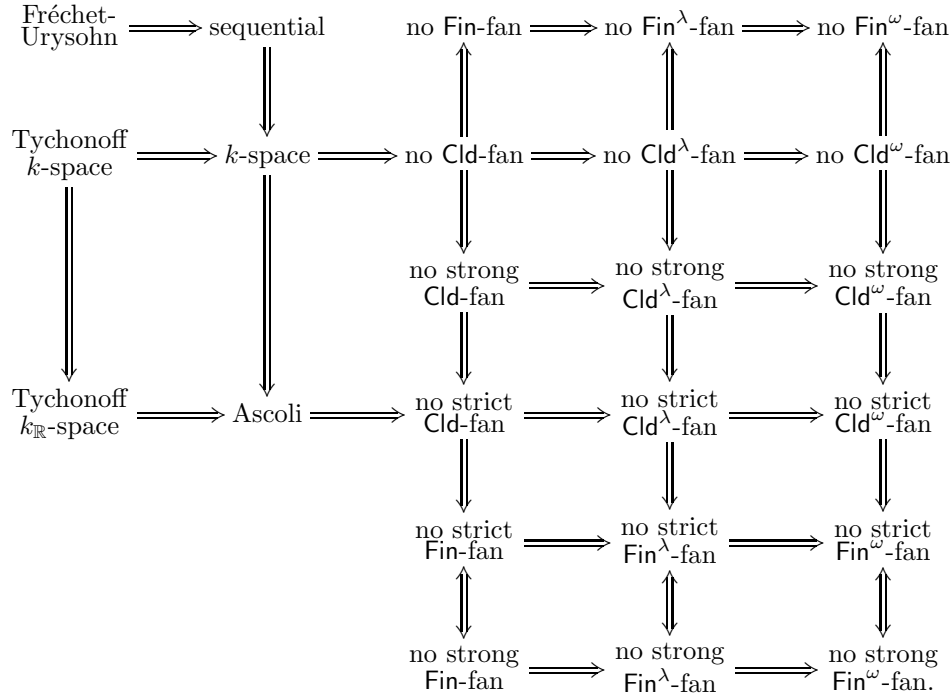 Fréchet-
Urysohn
sequential
no Fin-fan
no Fin^λ-fan
no Fin^ω-fan
Tychonoff
k-space
k-space
no Cld-fan
no Cld^λ-fan
no Cld^ω-fan
no strong
Cld-fan
no strong
Cld^λ-fan
no strong
Cld^ω-fan
Tychonoff
k_ℝ-space
Ascoli
no strict
Cld-fan
no strict
Cld^λ-fan
no strict
Cld^ω-fan
no strict
Fin-fan
no strict
Fin^λ-fan
no strict
Fin^ω-fan
no strong
Fin-fan
no strong
Fin^λ-fan
no strong
Fin^ω-fan.